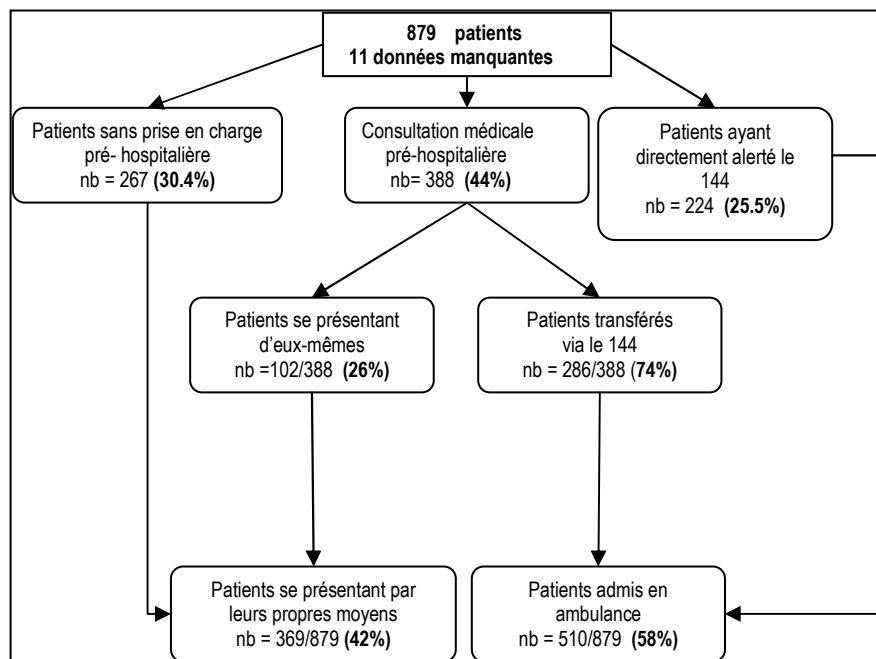 879 patients
11 données manquantes
Patients sans prise en charge
pré- hospitalière
nb = 267 (30.4%)
Consultation médicale
pré-hospitalière
nb= 388 (44%)
Patients ayant
directement alerté le
144
nb = 224 (25.5%)
Patients se présentant
d'eux-mêmes
nb =102/388 (26%)
Patients transférés
via le 144
nb = 286/388 (74%)
Patients se présentant par
leurs propres moyens
nb = 369/879 (42%)
Patients admis en
ambulance
nb = 510/879 (58%)